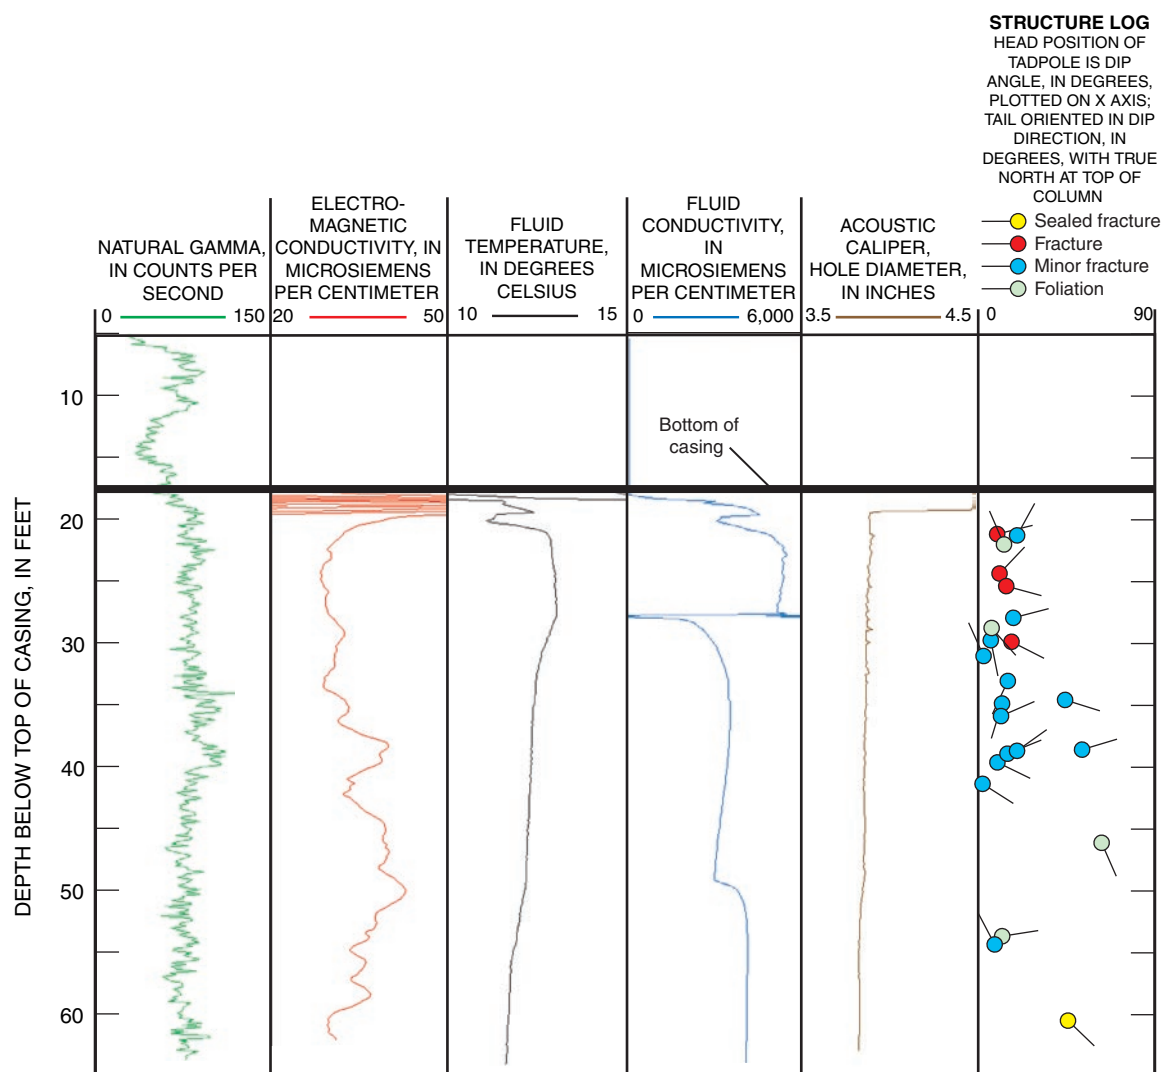 STRUCTURE LOG
HEAD POSITION OF
TADPOLE IS DIP
ANGLE, IN DEGREES,
PLOTTED ON X AXIS;
TAIL ORIENTED IN DIP
DIRECTION, IN
DEGREES, WITH TRUE
NORTH AT TOP OF
COLUMN
Sealed fracture
Fracture
Minor fracture
Foliation
NATURAL GAMMA,
IN COUNTS PER
SECOND
0 150
ELECTRO-
MAGNETIC
CONDUCTIVITY, IN
MICROSIEMENS
PER CENTIMETER
20 50
FLUID
TEMPERATURE,
IN DEGREES
CELSIUS
10 15
FLUID
CONDUCTIVITY,
IN
MICROSIEMENS
PER CENTIMETER
0 6,000
ACOUSTIC
CALIPER,
HOLE DIAMETER,
IN INCHES
3.5 4.5
0 90
Bottom of
casing
DEPTH BELOW TOP OF CASING, IN FEET
10
20
30
40
50
60